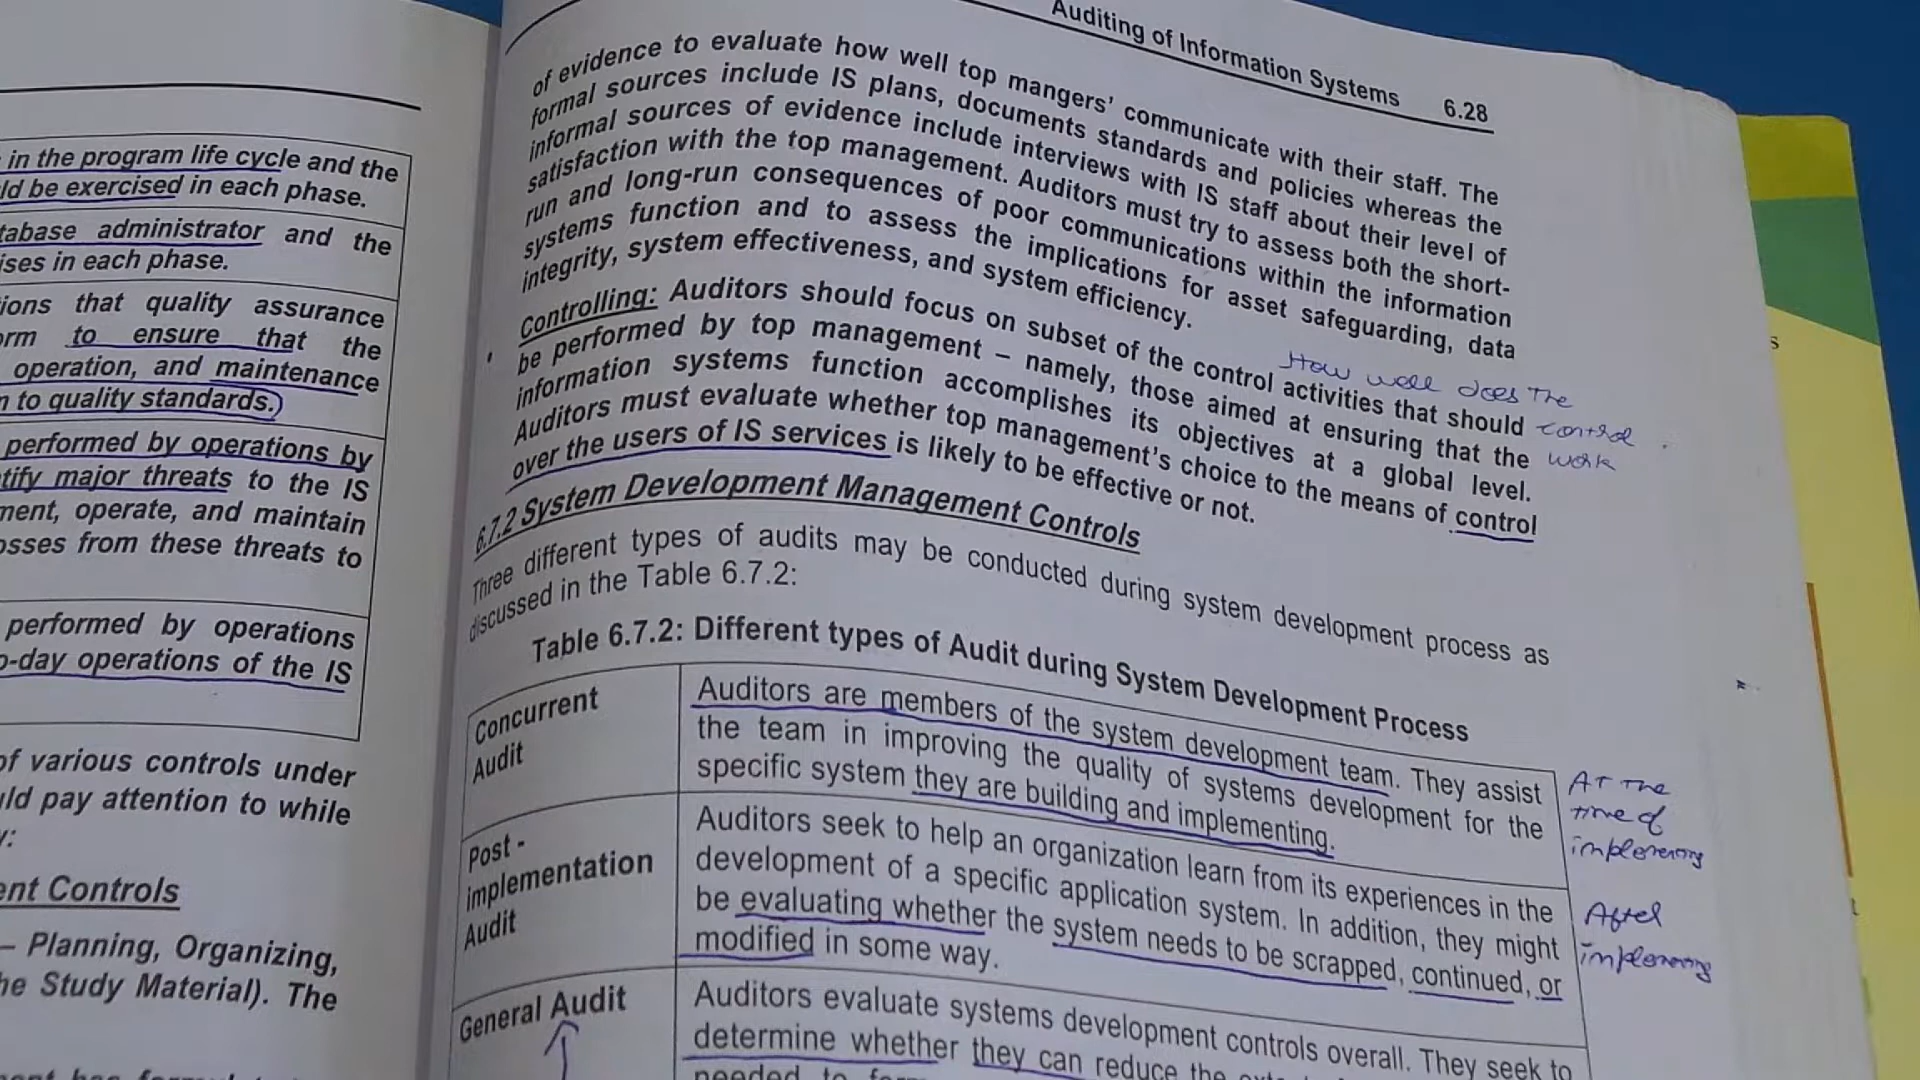 in the program life cycle and the
ld be exercised in each phase.
tabase administrator and the
ises in each phase.
ions that quality assurance
orm to ensure that the
operation, and maintenance
n to quality standards.)
performed by operations by
tify major threats to the IS
ment, operate, and maintain
osses from these threats to
performed by operations
o-day operations of the IS
of various controls under
uld pay attention to while
y:
ent Controls
– Planning, Organizing,
he Study Material). The
Auditing of Information Systems 6.28
of evidence to evaluate how well top mangers' communicate with their staff. The
formal sources include IS plans, documents standards and policies whereas the
informal sources of evidence include interviews with IS staff about their level of
satisfaction with the top management. Auditors must try to assess both the short-
run and long-run consequences of poor communications within the information
systems function and to assess the implications for asset safeguarding, data
integrity, system effectiveness, and system efficiency.
Controlling: Auditors should focus on subset of the control activities that should
be performed by top management – namely, those aimed at ensuring that the
information systems function accomplishes its objectives at a global level.
Auditors must evaluate whether top management's choice to the means of control
over the users of IS services is likely to be effective or not.
How well does the
control
work
6.7.2 System Development Management Controls
Three different types of audits may be conducted during system development process as
discussed in the Table 6.7.2:
Table 6.7.2: Different types of Audit during System Development Process
Concurrent
Audit
Auditors are members of the system development team. They assist
the team in improving the quality of systems development for the
specific system they are building and implementing.
At the
time of
Post -
implementation
Audit
Auditors seek to help an organization learn from its experiences in the
development of a specific application system. In addition, they might
be evaluating whether the system needs to be scrapped, continued, or
modified in some way.
After
General Audit
Auditors evaluate systems development controls overall. They seek to
determine whether they can reduce the
needed to